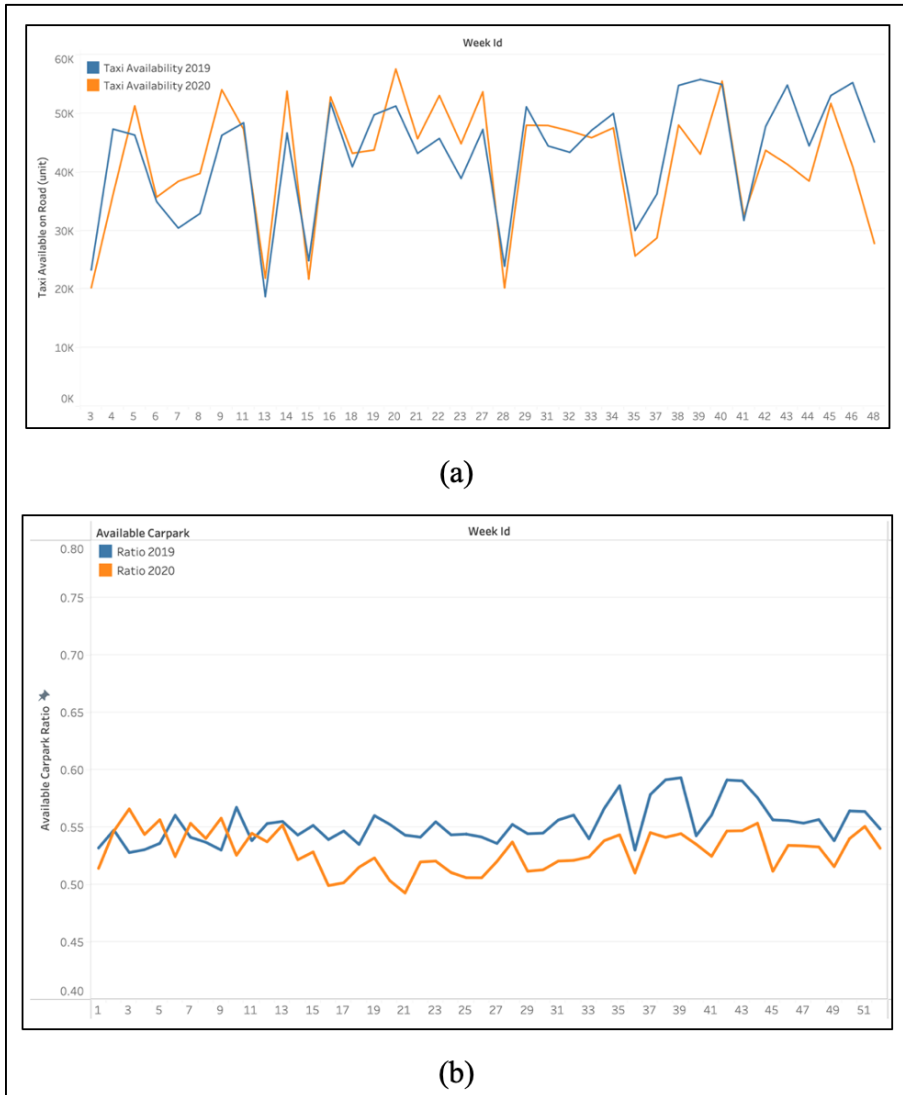 Week Id
Taxi Availability 2019
Taxi Availability 2020
Taxi Available on Road (unit)
60K
50K
40K
30K
20K
10K
0K
3 4 5 6 7 8 9 11 13 14 15 16 18 19 20 21 22 23 27 28 29 31 32 33 34 35 37 38 39 40 41 42 43 44 45 46 48
(a)
Available Carpark
Week Id
Ratio 2019
Ratio 2020
Available Carpark Ratio
0.80
0.75
0.70
0.65
0.60
0.55
0.50
0.45
0.40
1 3 5 7 9 11 13 15 17 19 21 23 25 27 29 31 33 35 37 39 41 43 45 47 49 51
(b)